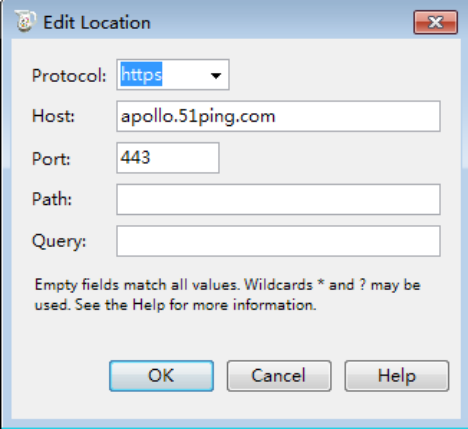 Edit Location
Protocol: https
Host: apollo.51ping.com
Port: 443
Path:
Query:
Empty fields match all values. Wildcards * and ? may be
used. See the Help for more information.
OK Cancel Help